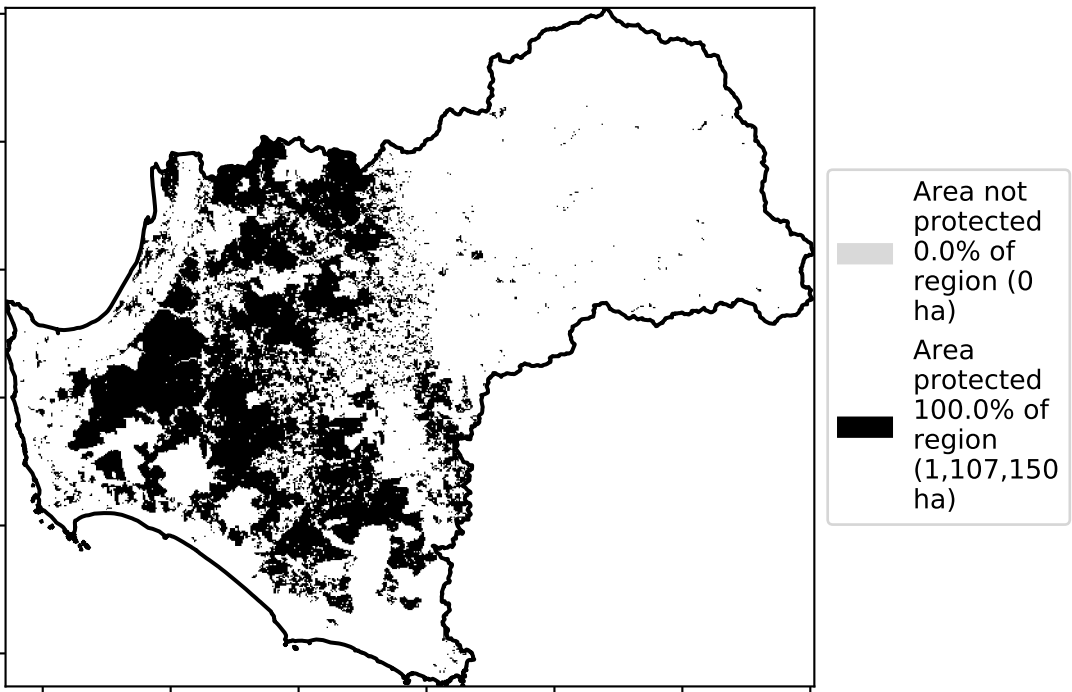 Area not
protected
0.0% of
region (0
ha)
Area
protected
100.0% of
region
(1,107,150
ha)